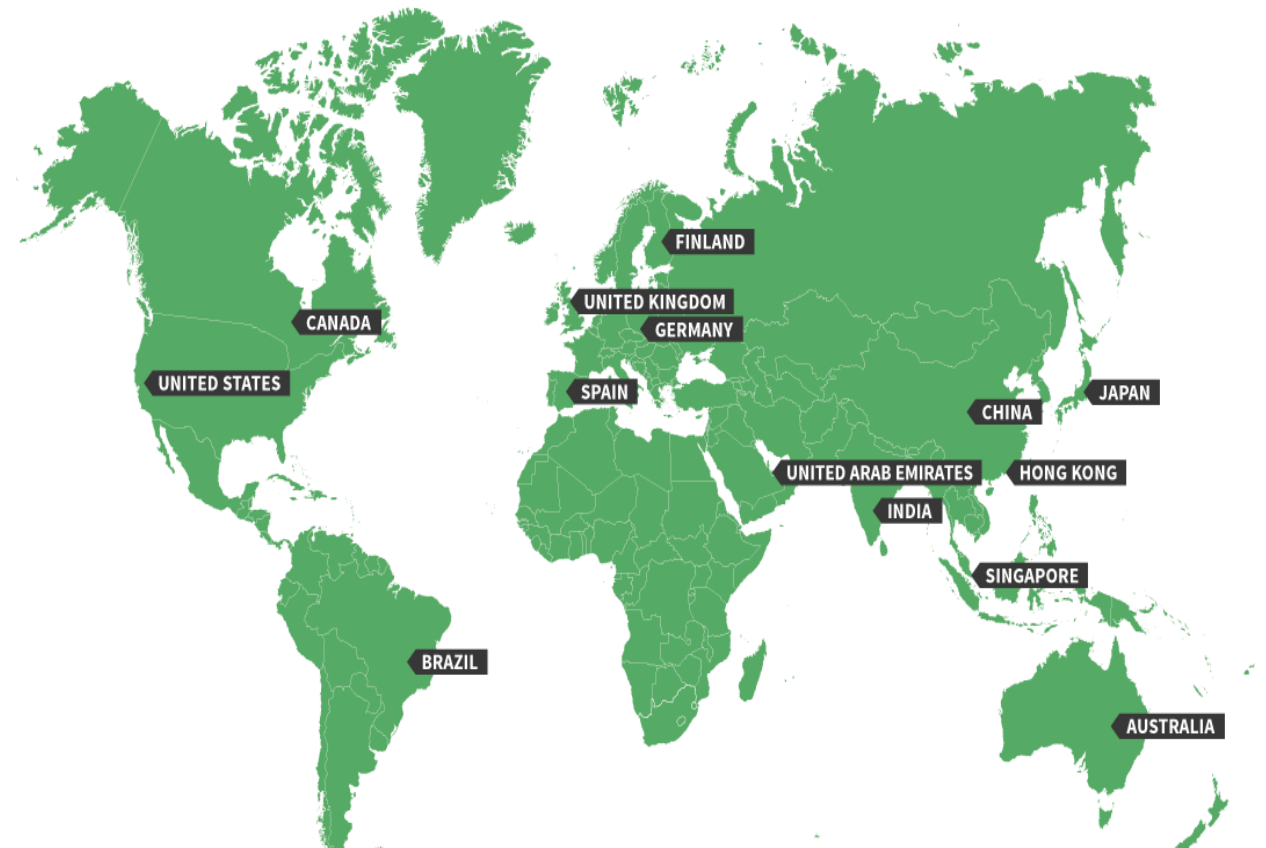 FINLAND
UNITED KINGDOM
CANADA
GERMANY
UNITED STATES
SPAIN
JAPAN
CHINA
UNITED ARAB EMIRATES
HONG KONG
INDIA
SINGAPORE
BRAZIL
AUSTRALIA